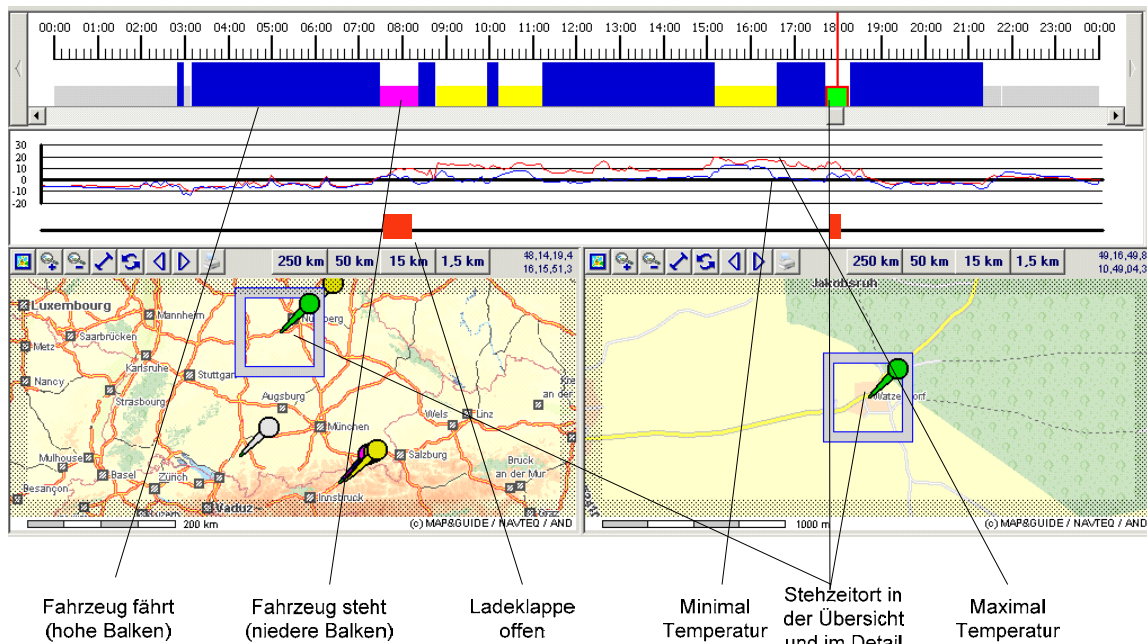 00:00 01:00 02:00 03:00 04:00 05:00 06:00 07:00 08:00 09:00 10:00 11:00 12:00 13:00 14:00 15:00 16:00 17:00 18:00 19:00 20:00 21:00 22:00 23:00 00:00
30
20
10
0
-10
-20
250 km 50 km 15 km 1,5 km
48,14,19,4
16,15,51,3
250 km 50 km 15 km 1,5 km
49,16,49,8
10,49,04,3
Luxembourg
Mannheim
Saarbrücken
Metz
Karlsruhe
Nancy
Stuttgart
Strasbourg
Augsburg
München
Wels
Linz
an der
Mulhouse
Basel
Zürich
Salzburg
Bruck
an der Mur
Besançon
Innsbruck
Vaduz
Luzern
Graz
200 km
(c) MAP&GUIDE / NAVTEQ / AND
Jakobsruh
1000 m
(c) MAP&GUIDE / NAVTEQ / AND
Fahrzeug fährt
(hohe Balken)
Fahrzeug steht
(niedere Balken)
Ladeklappe
offen
Minimal
Temperatur
Stehzeitort in
der Übersicht
und im Detail
Maximal
Temperatur